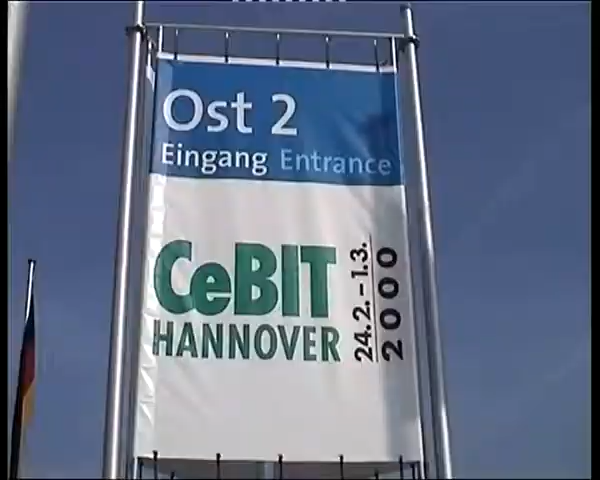 Ost 2
Eingang Entrance
CeBIT
HANNOVER
24.2.-1.3.
2000